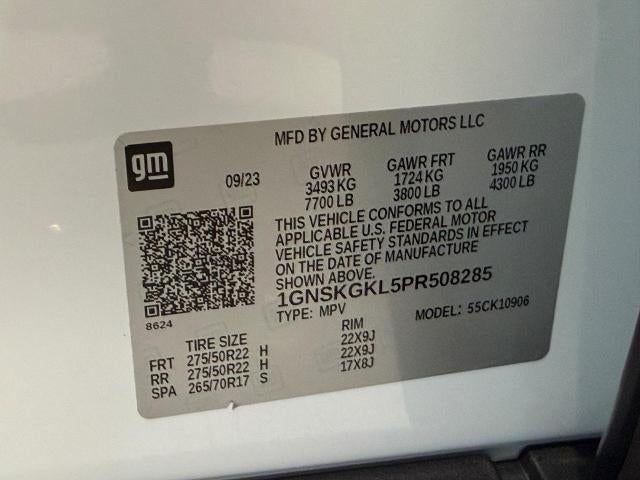 MFD BY GENERAL MOTORS LLC
gm
09/23
GVWR GAWR FRT GAWR RR
3493 KG 1724 KG 1950 KG
7700 LB 3800 LB 4300 LB
THIS VEHICLE CONFORMS TO ALL
APPLICABLE U.S. FEDERAL MOTOR
VEHICLE SAFETY STANDARDS IN EFFECT
ON THE DATE OF MANUFACTURE
SHOWN ABOVE.
1GNSKGKL5PR508285
TYPE: MPV MODEL: 55CK10906
8624
TIRE SIZE RIM
FRT 275/50R22 H 22X9J
RR 275/50R22 H 22X9J
SPA 265/70R17 S 17X8J